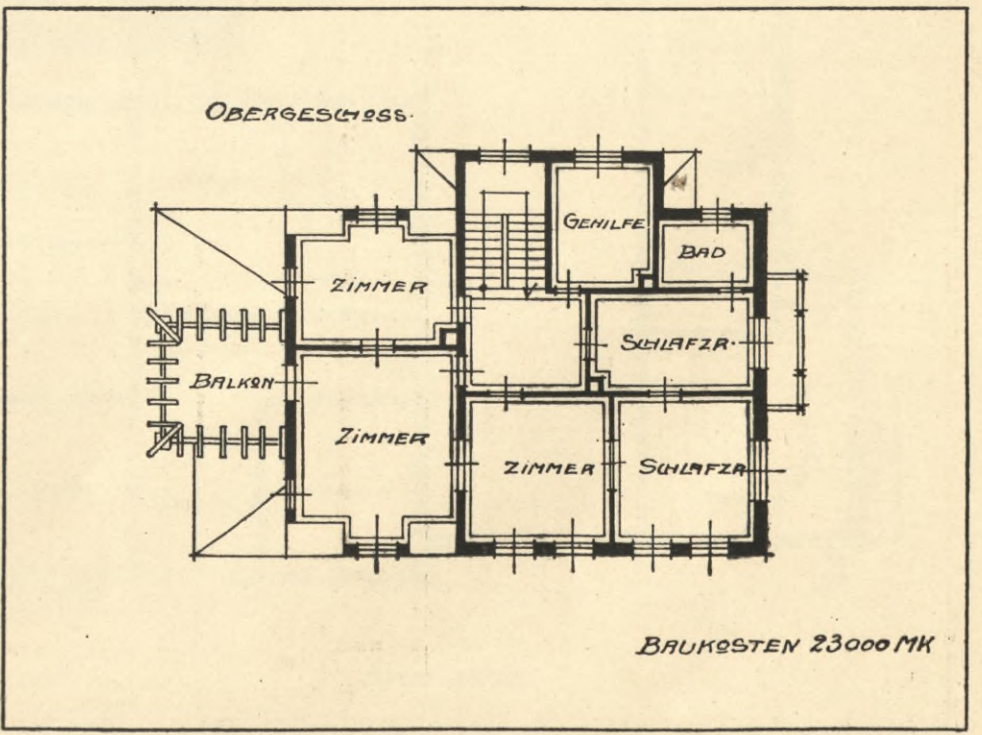 OBERGESCHOSS.
GEHILFE
BAD
ZIMMER
SCHLAFZR.
BALKON
ZIMMER
ZIMMER
SCHLAFZR
BAUKOSTEN 23000 MK